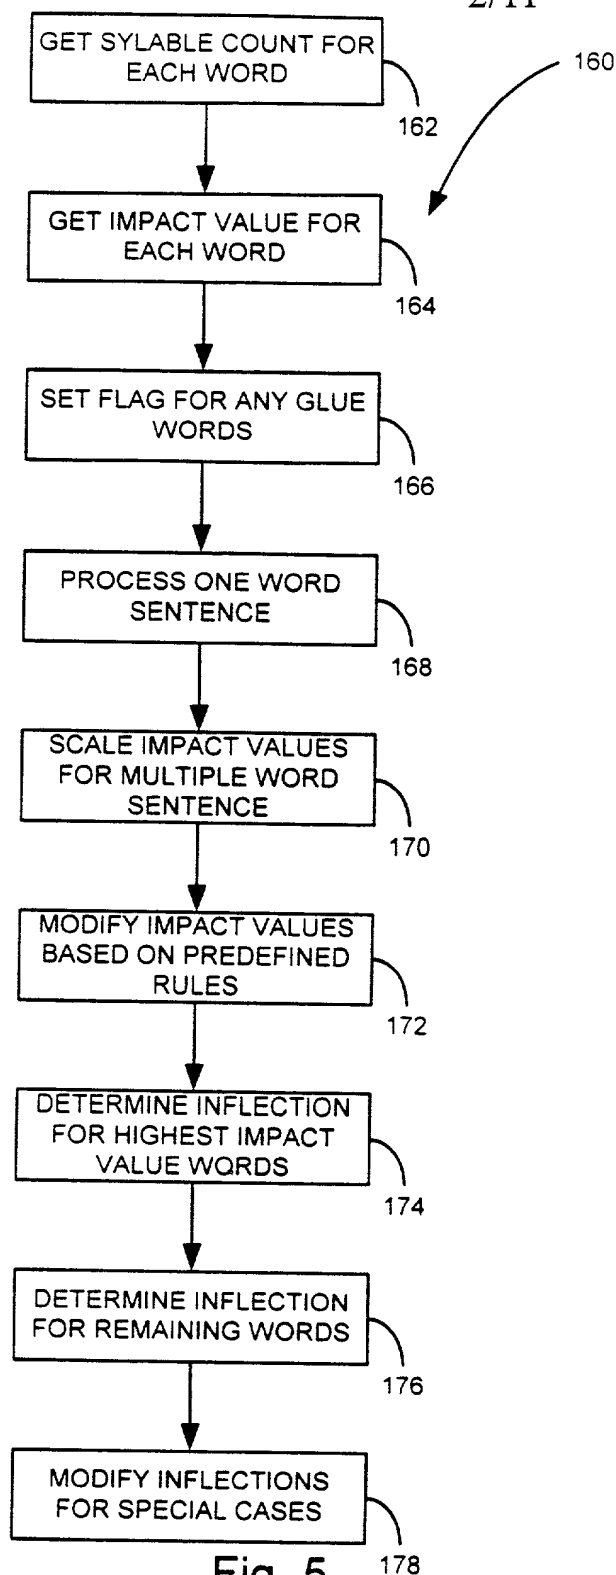 2/11
160
GET SYLABLE COUNT FOR
EACH WORD
162
GET IMPACT VALUE FOR
EACH WORD
164
SET FLAG FOR ANY GLUE
WORDS
166
PROCESS ONE WORD
SENTENCE
168
SCALE IMPACT VALUES
FOR MULTIPLE WORD
SENTENCE
170
MODIFY IMPACT VALUES
BASED ON PREDEFINED
RULES
172
DETERMINE INFLECTION
FOR HIGHEST IMPACT
VALUE WORDS
174
DETERMINE INFLECTION
FOR REMAINING WORDS
176
MODIFY INFLECTIONS
FOR SPECIAL CASES
178
Fig. 5